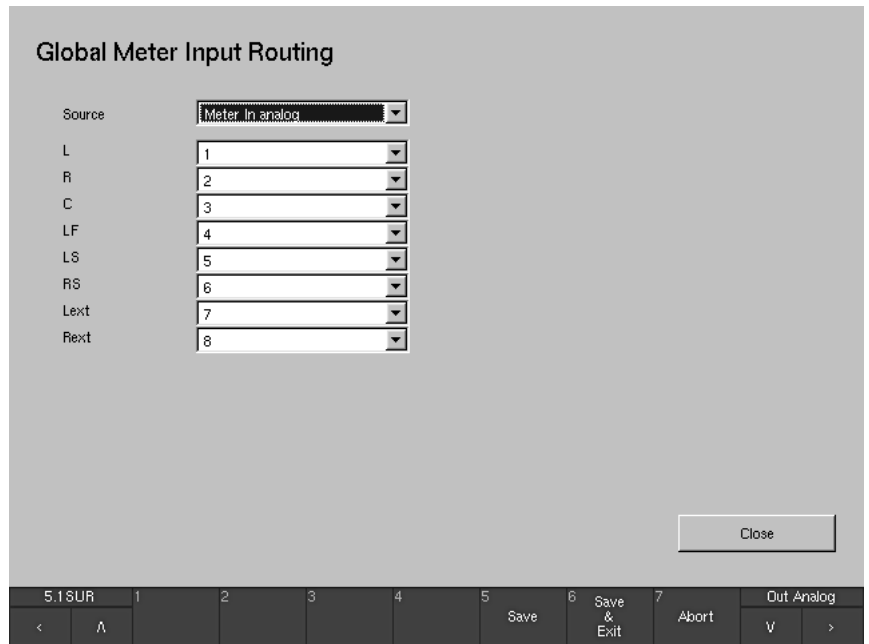 Global Meter Input Routing
Source Meter In analog
L 1
R 2
C 3
LF 4
LS 5
RS 6
Lext 7
Rext 8
Close
5.1SUR 1 2 3 4 5 Save 6 Save & Exit 7 Abort Out Analog
< Λ V >